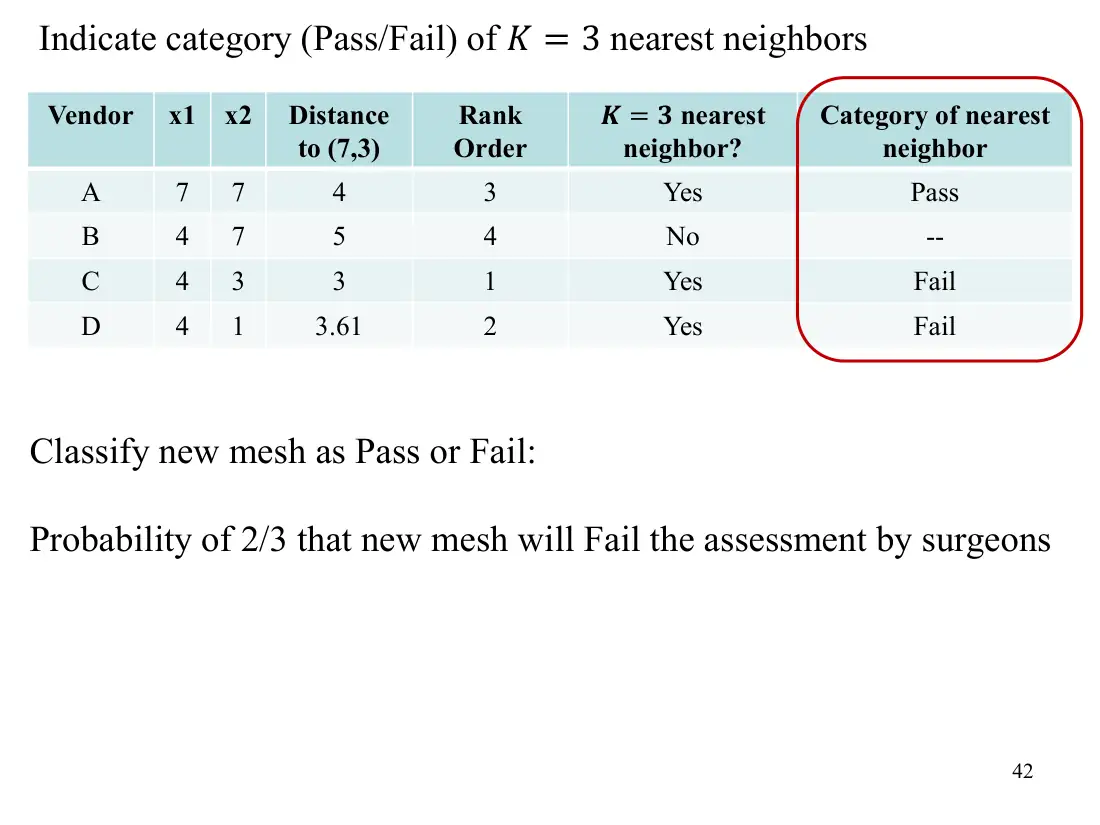 Indicate category (Pass/Fail) of 𝐾 = 3 nearest neighbors
Vendor x1 x2 Distance to (7,3) Rank Order 𝑲 = 𝟑 nearest neighbor? Category of nearest neighbor
A 7 7 4 3 Yes Pass
B 4 7 5 4 No --
C 4 3 3 1 Yes Fail
D 4 1 3.61 2 Yes Fail
Classify new mesh as Pass or Fail:
Probability of 2/3 that new mesh will Fail the assessment by surgeons
42